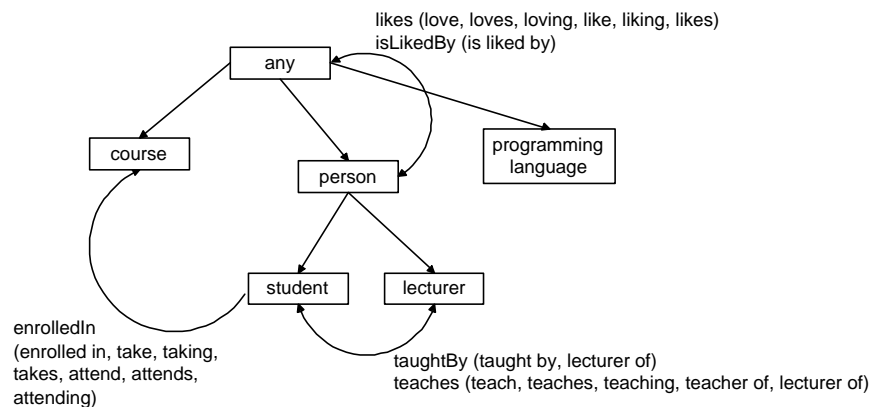 likes (love, loves, loving, like, liking, likes)
isLikedBy (is liked by)
any
course
programming
language
person
student
lecturer
enrolledIn
(enrolled in, take, taking,
takes, attend, attends,
attending)
taughtBy (taught by, lecturer of)
teaches (teach, teaches, teaching, teacher of, lecturer of)